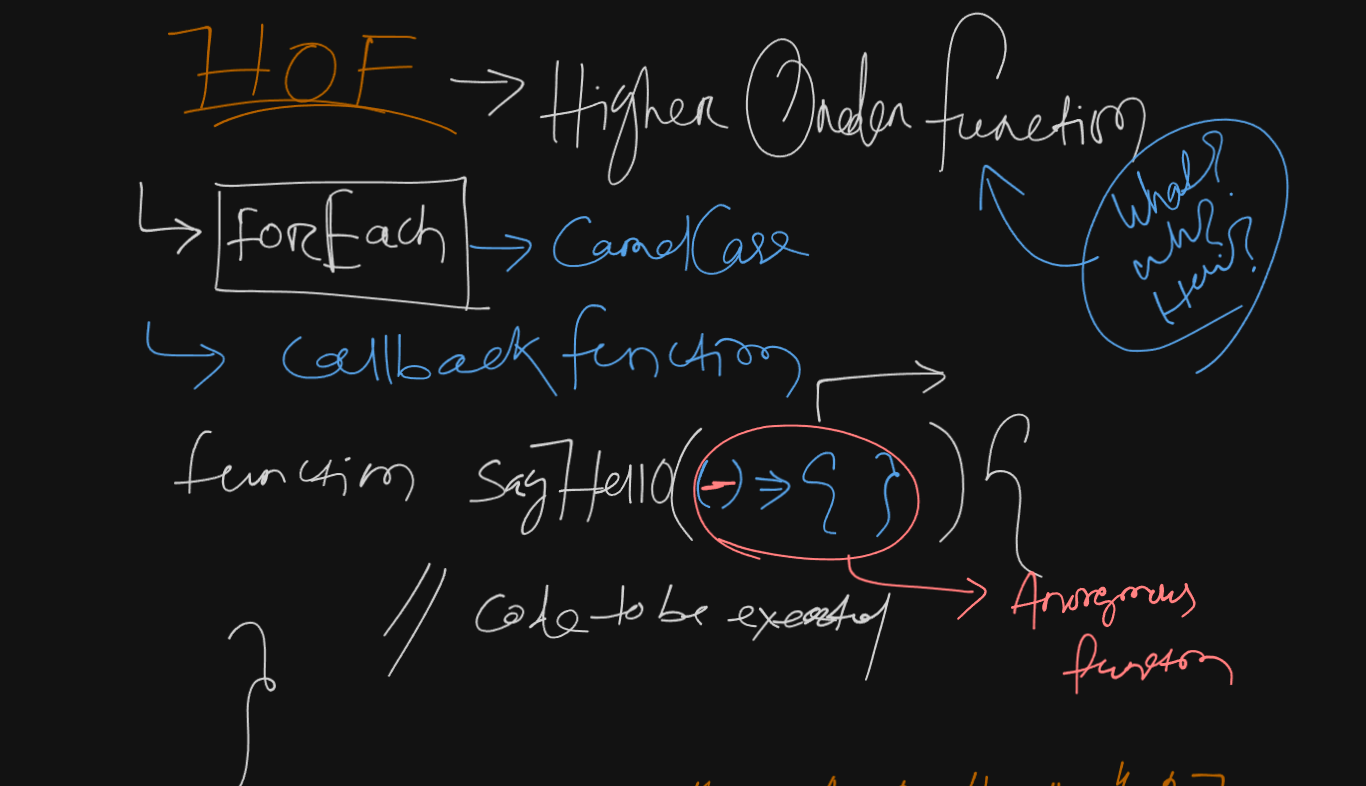 HOF → Higher Order function
↳ forEach → CamelCase
What?
why?
How?
↳ Callback function
function sayHello((-) => { }) {
// Code to be executed
Anonymous
function
}